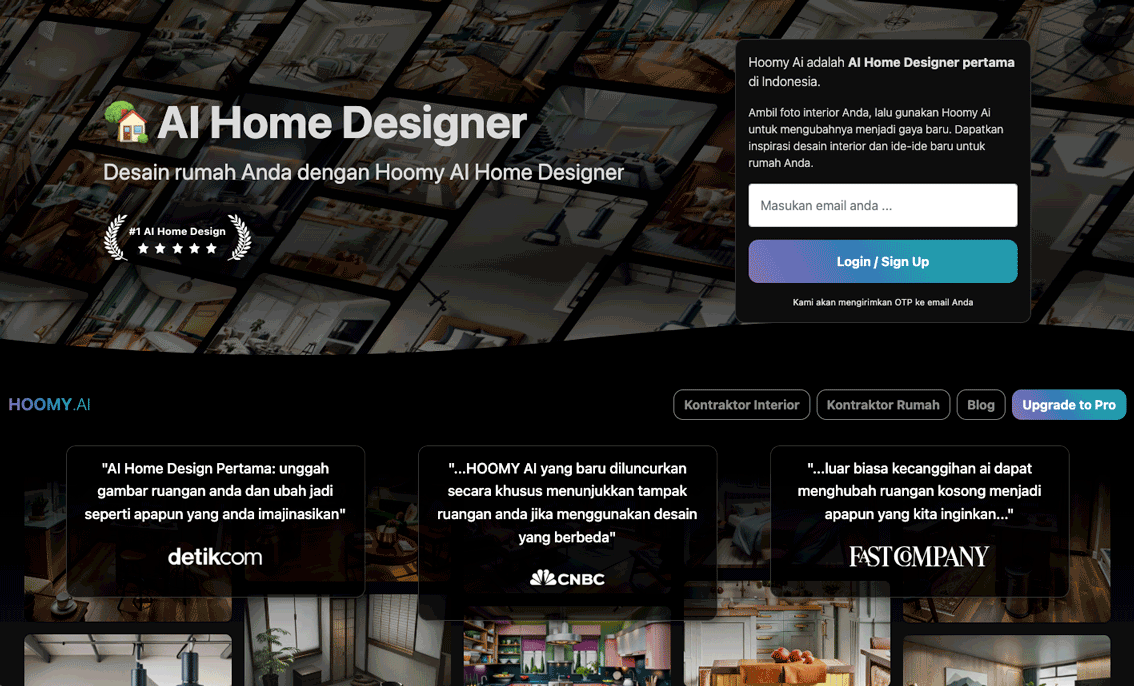 AI Home Designer
Desain rumah Anda dengan Hoomy AI Home Designer
#1 AI Home Design
Hoomy Ai adalah AI Home Designer pertama
di Indonesia.
Ambil foto interior Anda, lalu gunakan Hoomy Ai
untuk mengubahnya menjadi gaya baru. Dapatkan
inspirasi desain interior dan ide-ide baru untuk
rumah Anda.
Masukan email anda ...
Login / Sign Up
Kami akan mengirimkan OTP ke email Anda
HOOMY.AI
Kontraktor Interior
Kontraktor Rumah
Blog
Upgrade to Pro
"AI Home Design Pertama: unggah
gambar ruangan anda dan ubah jadi
seperti apapun yang anda imajinasikan"
detikcom
"...HOOMY AI yang baru diluncurkan
secara khusus menunjukkan tampak
ruangan anda jika menggunakan desain
yang berbeda"
CNBC
"...luar biasa kecanggihan ai dapat
menghubah ruangan kosong menjadi
apapun yang kita inginkan..."
FAST COMPANY